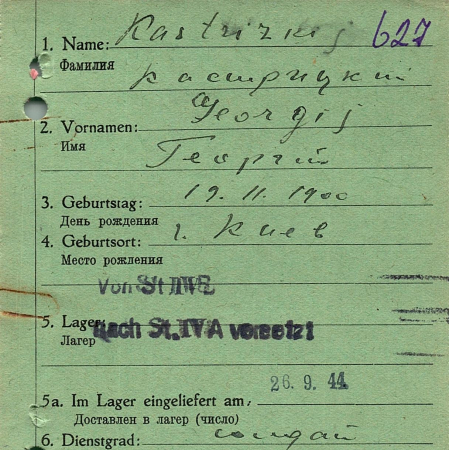 1. Name: Kastrizkij 627
Фамилия Кастрицкий
2. Vornamen: Georgij
Имя Георгий
3. Geburtstag: 19. 11. 1900
День рождения
4. Geburtsort: г. Киев
Место рождения
Von St IV B
5. Lager: nach St. IV A versetzt
Лагер
26. 9. 44
5a. Im Lager eingeliefert am:
Доставлен в лагер (число)
6. Dienstgrad: солдат